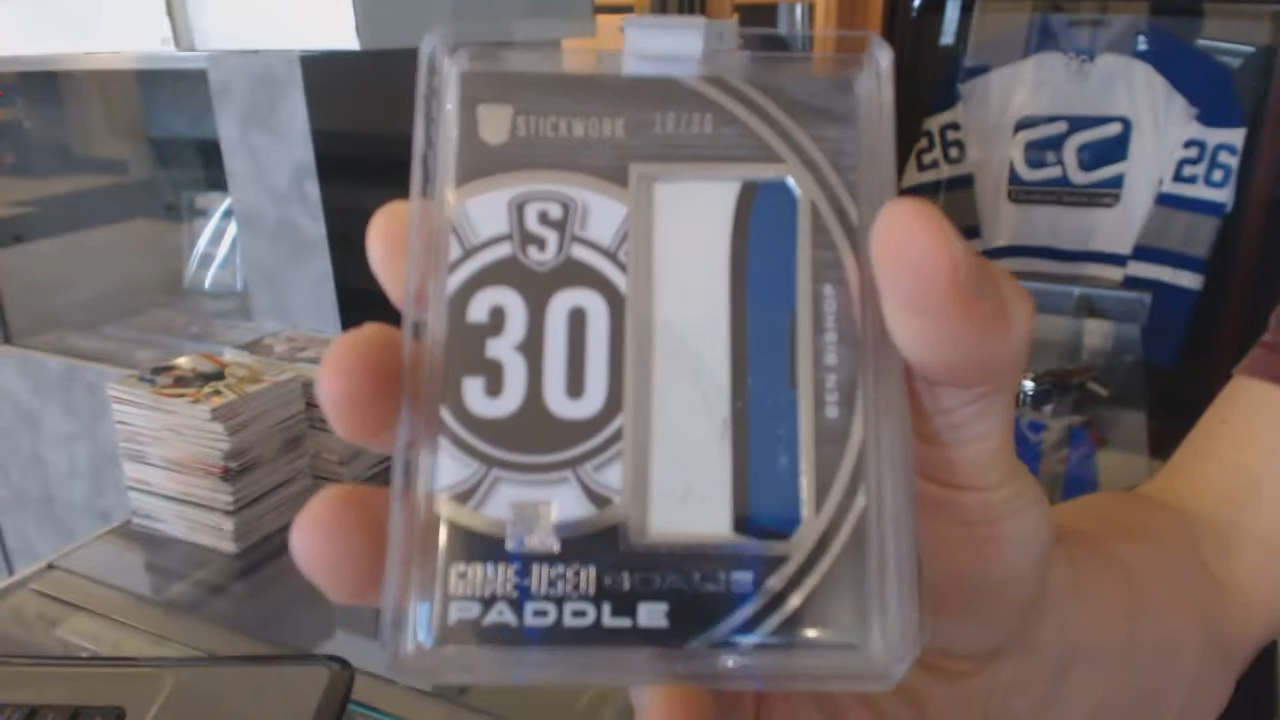 STICKWORK
S
30
BEN BISHOP
GAME-USED GOALIE
PADDLE
26
CC
26